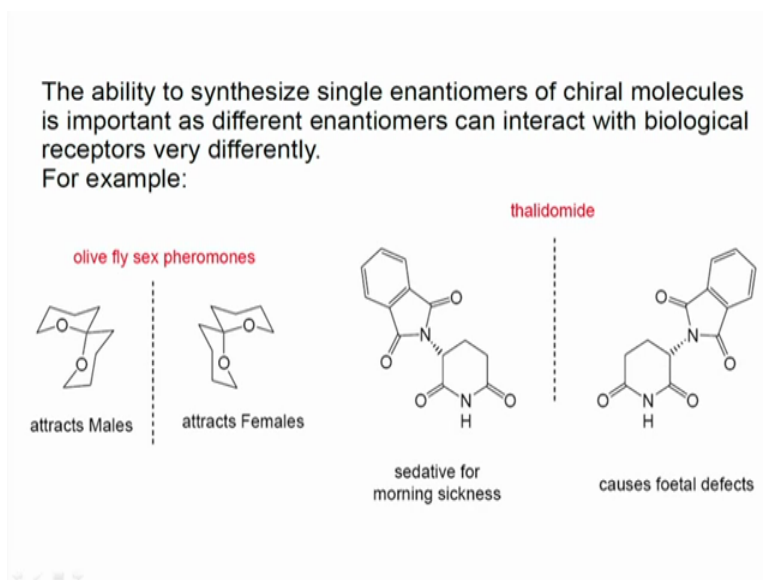 The ability to synthesize single enantiomers of chiral molecules
is important as different enantiomers can interact with biological
receptors very differently.
For example:
thalidomide
olive fly sex pheromones
O
O
O
O
attracts Males
attracts Females
O
N
O
O
N
H
O
O
N
O
O
N
H
O
sedative for
morning sickness
causes foetal defects